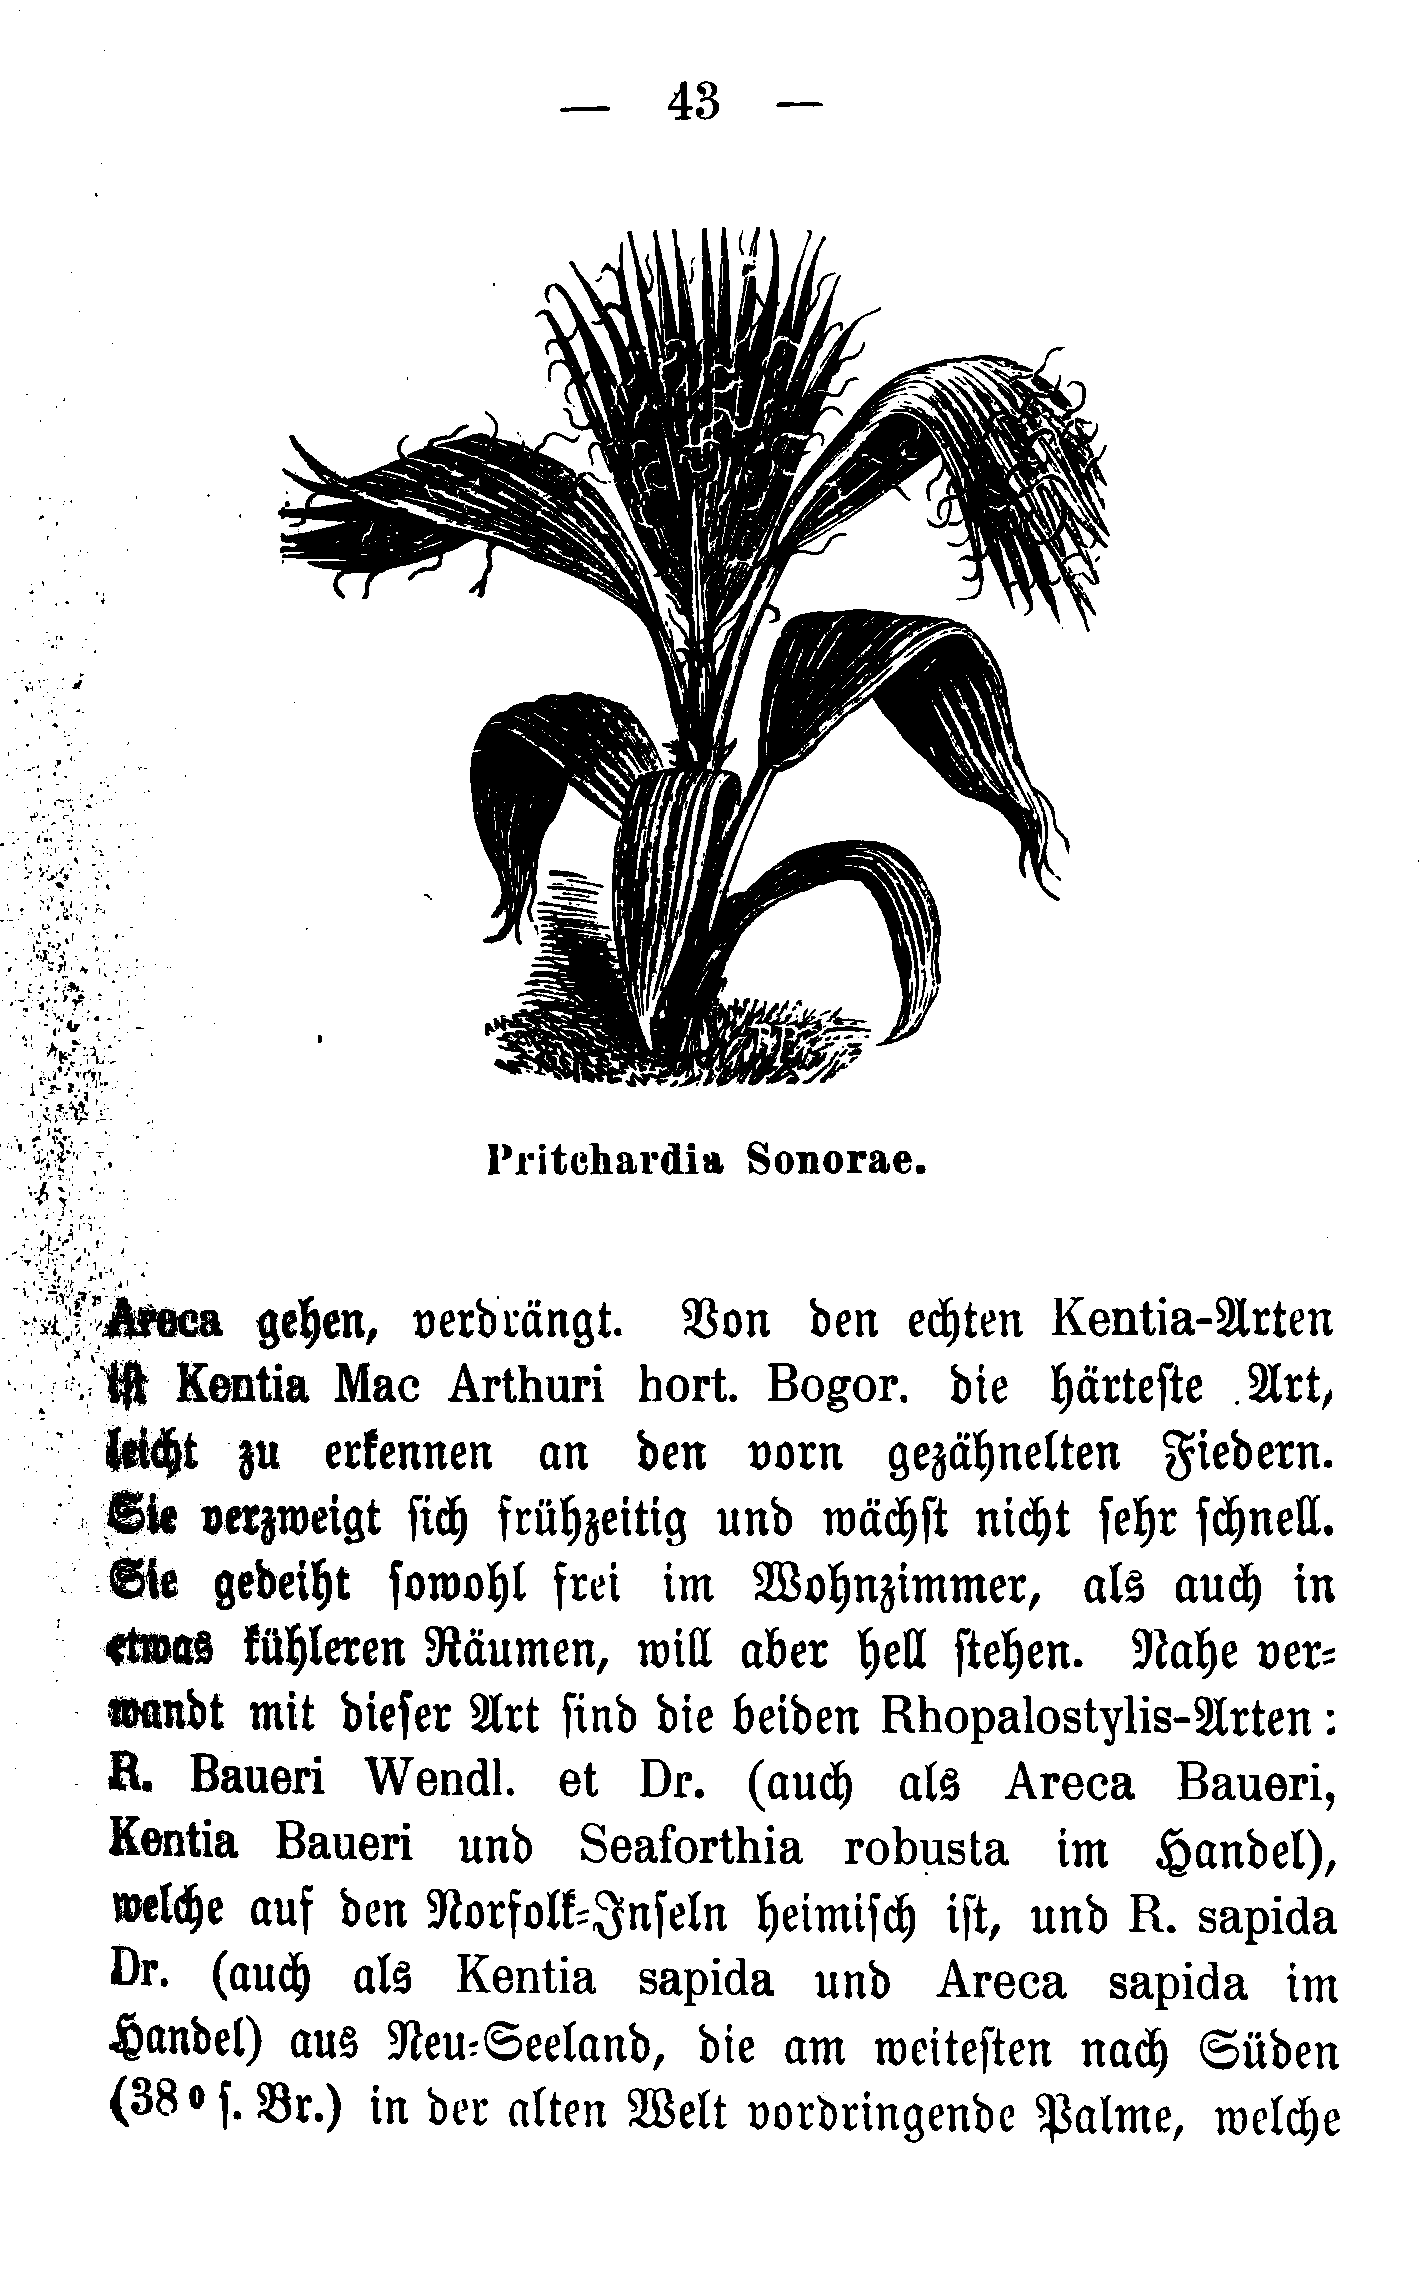 — 43 —
Pritchardia Sonorae.
Areca gehen, verdrängt. Von den echten Kentia-Arten
iſt Kentia Mac Arthuri hort. Bogor. die härteſte Art,
leicht zu erkennen an den vorn gezähnelten Fiedern.
Sie verzweigt ſich frühzeitig und wächſt nicht ſehr ſchnell.
Sie gedeiht ſowohl frei im Wohnzimmer, als auch in
etwas kühleren Räumen, will aber hell ſtehen. Nahe ver-
wandt mit dieſer Art ſind die beiden Rhopalostylis-Arten:
R. Baueri Wendl. et Dr. (auch als Areca Baueri,
Kentia Baueri und Seaforthia robusta im Handel),
welche auf den Norfolk-Inſeln heimiſch iſt, und R. sapida
Dr. (auch als Kentia sapida und Areca sapida im
Handel) aus Neu-Seeland, die am weiteſten nach Süden
(38° ſ. Br.) in der alten Welt vordringende Palme, welche